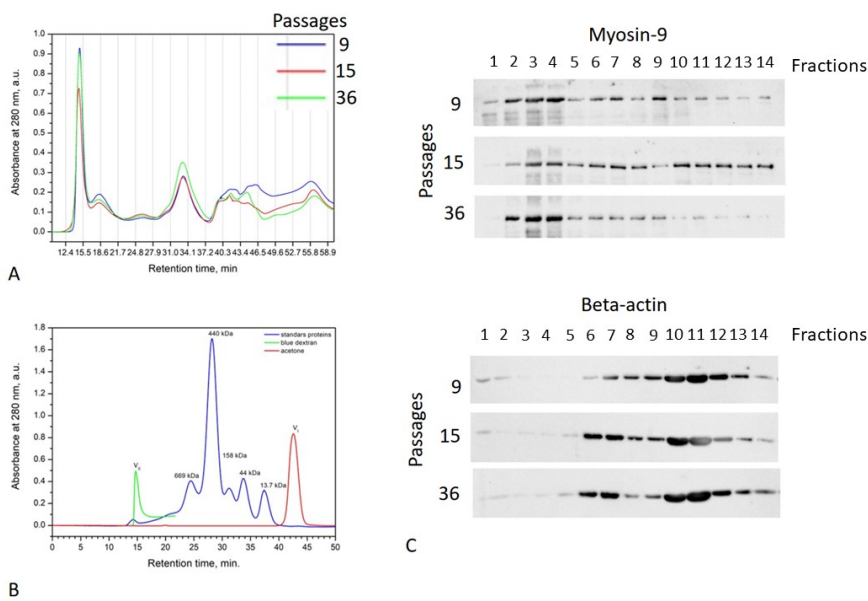 Passages
9
15
36
1.0
0.9
0.8
0.7
0.6
0.5
0.4
0.3
0.2
0.1
0.0
Absorbance at 280 nm, a.u.
12.4 15.5 18.6 21.7 24.8 27.9 31.0 34.1 37.2 40.3 43.4 46.5 49.6 52.7 55.8 58.9
Retention time, min
A
1.8
1.6
1.4
1.2
1.0
0.8
0.6
0.4
0.2
0.0
Absorbance at 280 nm, a.u.
440 kDa
standars proteins
blue dextran
acetone
V
669 kDa
158 kDa
44 kDa
13.7 kDa
V
0 5 10 15 20 25 30 35 40 45 50
Retention time, min.
B
Myosin-9
1 2 3 4 5 6 7 8 9 10 11 12 13 14 Fractions
Passages
9
15
36
Beta-actin
1 2 3 4 5 6 7 8 9 10 11 12 13 14 Fractions
Passages
9
15
36
C